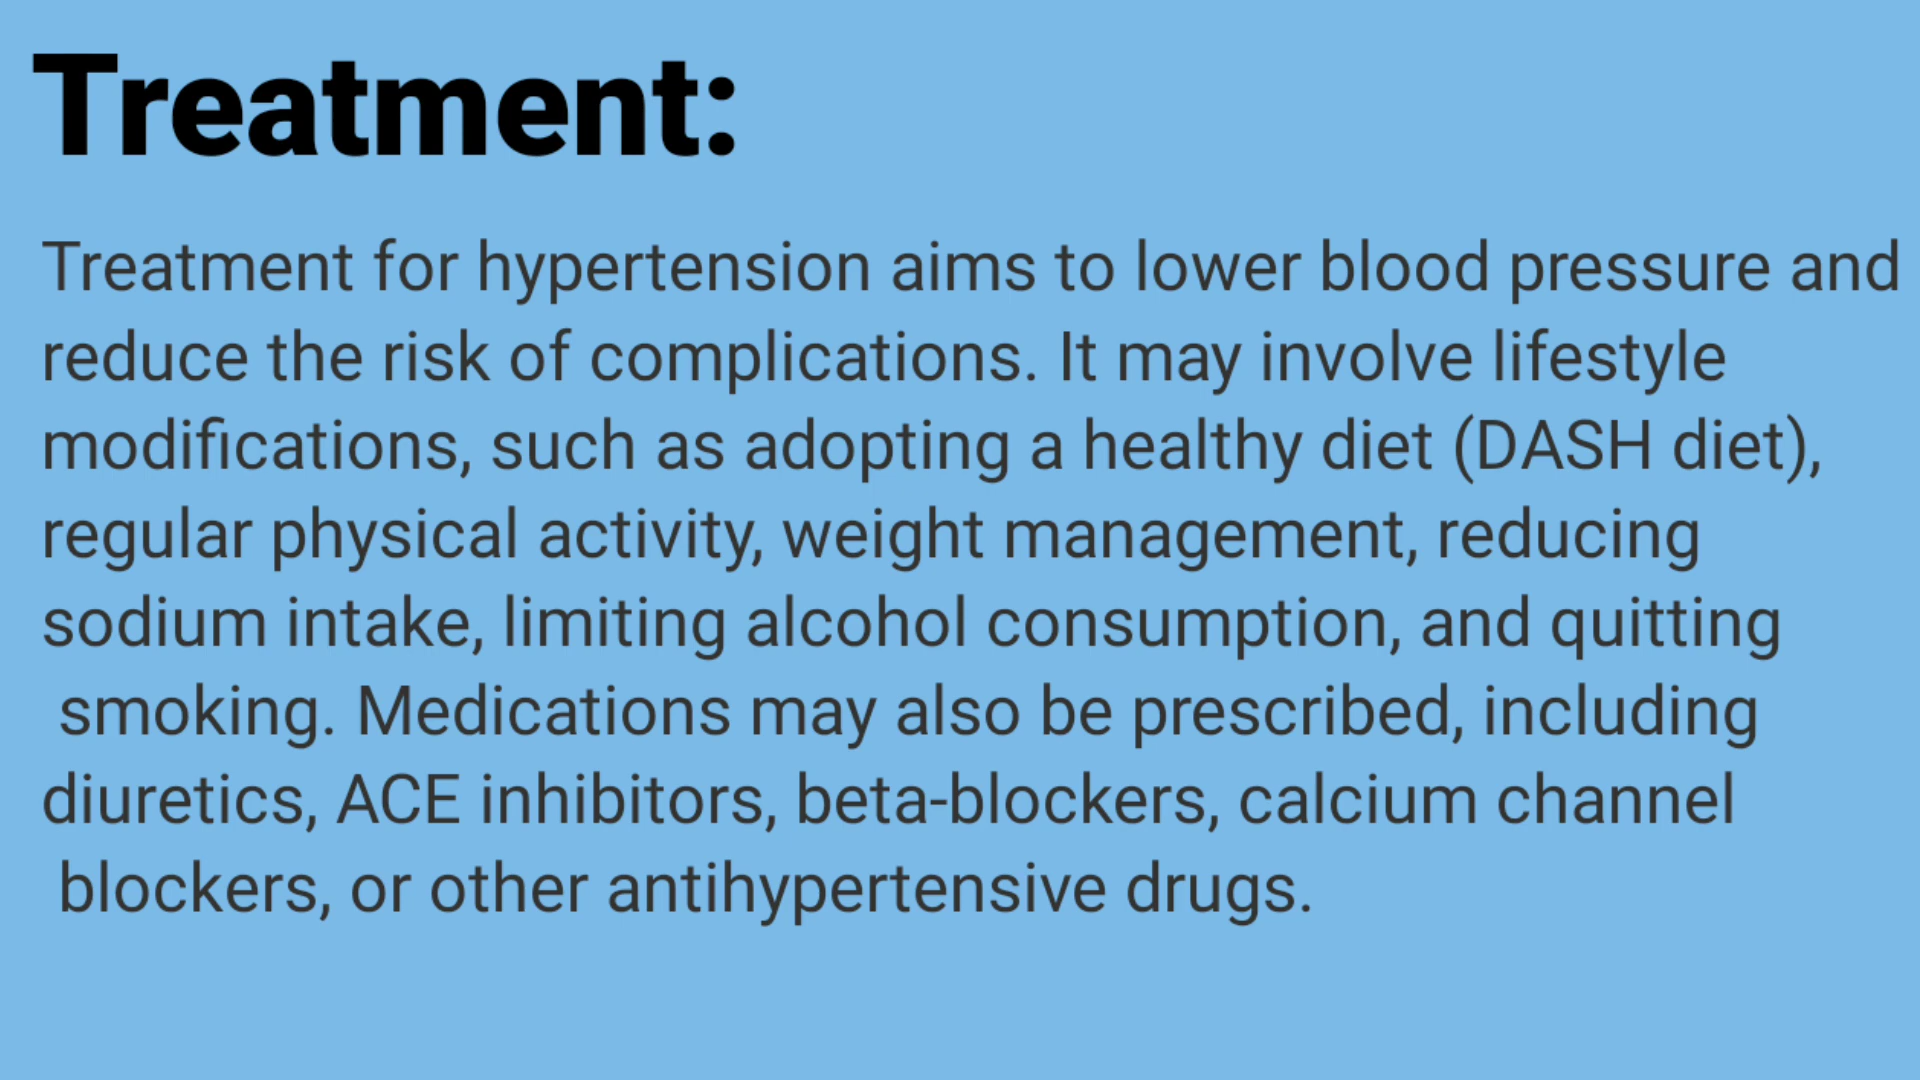 Treatment:
Treatment for hypertension aims to lower blood pressure and
reduce the risk of complications. It may involve lifestyle
modifications, such as adopting a healthy diet (DASH diet),
regular physical activity, weight management, reducing
sodium intake, limiting alcohol consumption, and quitting
smoking. Medications may also be prescribed, including
diuretics, ACE inhibitors, beta-blockers, calcium channel
blockers, or other antihypertensive drugs.